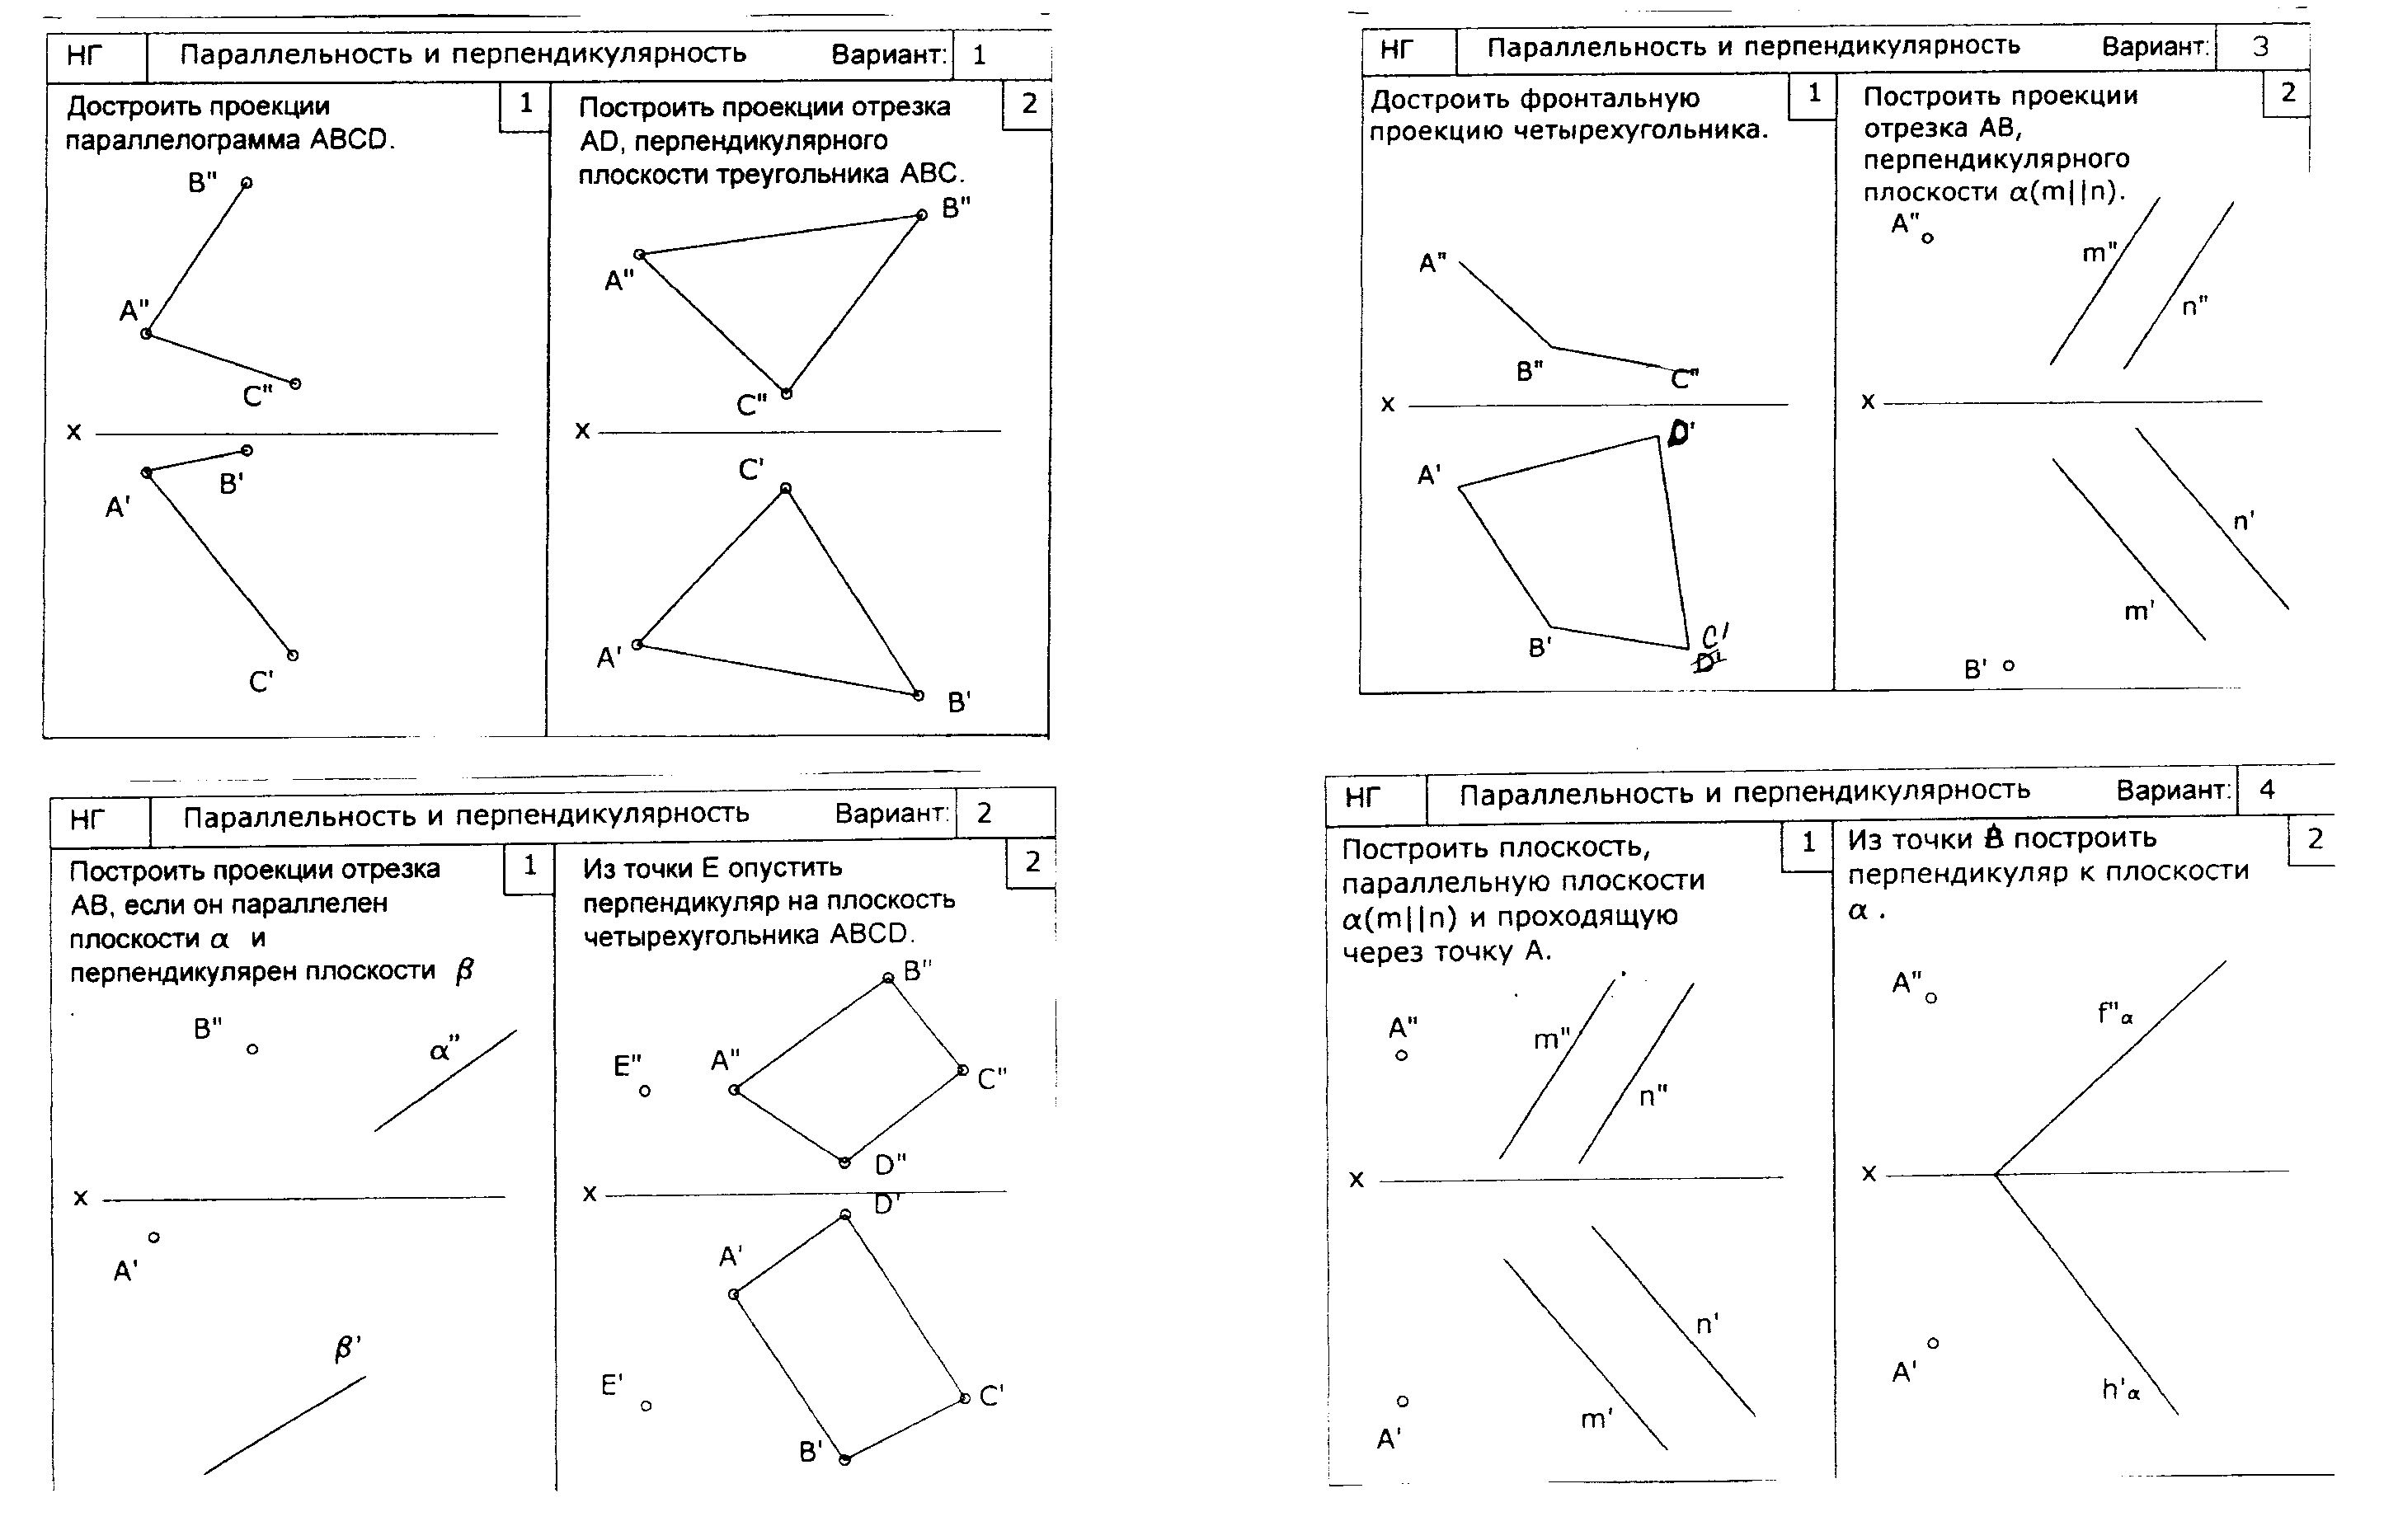 НГ Параллельность и перпендикулярность Вариант: 1
Достроить проекции
параллелограмма ABCD.
1
B"
A"
C"
x
B'
A'
C'
Построить проекции отрезка
AD, перпендикулярного
плоскости треугольника ABC.
2
B"
A"
C"
x
C'
A'
B'
НГ Параллельность и перпендикулярность Вариант: 3
Достроить фронтальную
проекцию четырехугольника.
1
A"
B"
C"
x
D'
A'
B'
C'
D'
Построить проекции
отрезка AB,
перпендикулярного
плоскости α(m||n).
2
A"
m"
n"
x
n'
m'
B'
НГ Параллельность и перпендикулярность Вариант: 2
Построить проекции отрезка
AB, если он параллелен
плоскости α и
перпендикулярен плоскости β
1
B"
α"
x
A'
β'
Из точки E опустить
перпендикуляр на плоскость
четырехугольника ABCD.
2
B"
E"
A"
C"
D"
x
D'
A'
E'
C'
B'
НГ Параллельность и перпендикулярность Вариант: 4
Построить плоскость,
параллельную плоскости
α(m||n) и проходящую
через точку A.
1
A"
m"
n"
x
n'
m'
A'
Из точки построить
перпендикуляр к плоскости
α .
2
A"
f"α
x
A'
h'α